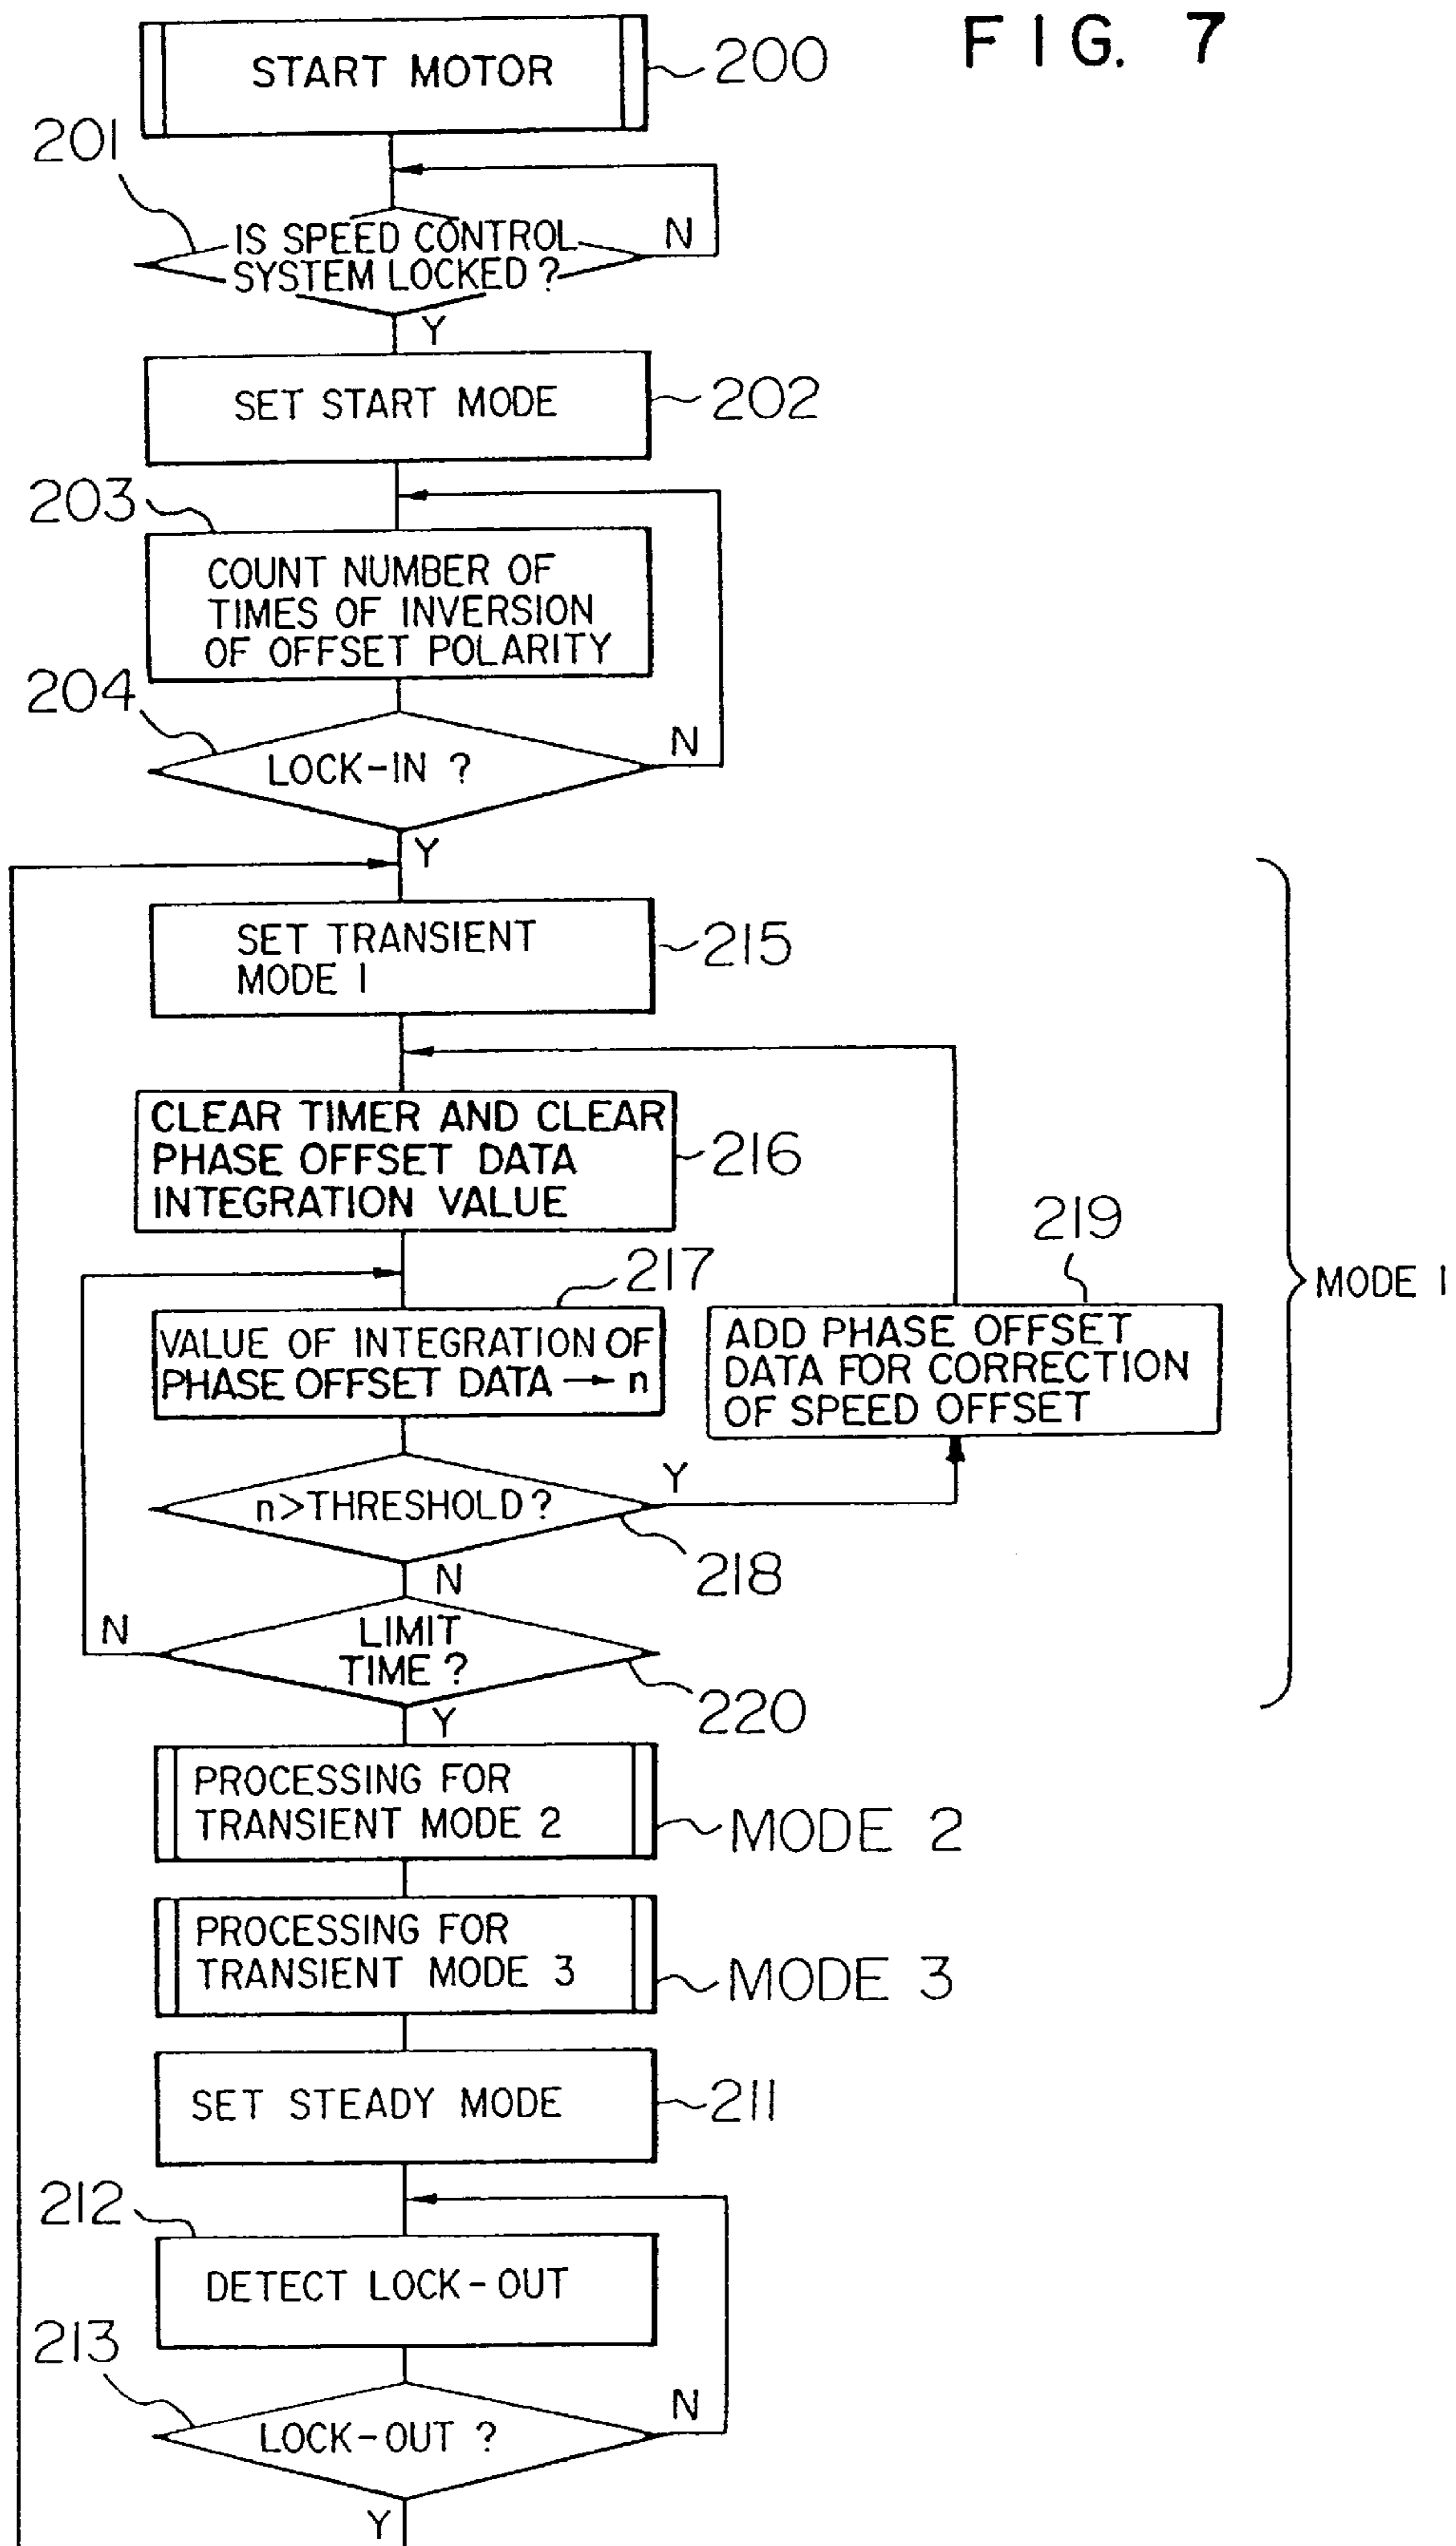 FIG. 7
START MOTOR
200
201
IS SPEED CONTROL
SYSTEM LOCKED ?
N
Y
SET START MODE
202
203
COUNT NUMBER OF
TIMES OF INVERSION
OF OFFSET POLARITY
204
LOCK-IN ?
N
Y
SET TRANSIENT
MODE 1
215
CLEAR TIMER AND CLEAR
PHASE OFFSET DATA
INTEGRATION VALUE
216
217
VALUE OF INTEGRATION OF
PHASE OFFSET DATA → n
219
ADD PHASE OFFSET
DATA FOR CORRECTION
OF SPEED OFFSET
MODE 1
n>THRESHOLD?
Y
218
N
LIMIT
TIME ?
N
220
Y
PROCESSING FOR
TRANSIENT MODE 2
MODE 2
PROCESSING FOR
TRANSIENT MODE 3
MODE 3
SET STEADY MODE
211
212
DETECT LOCK-OUT
213
LOCK-OUT ?
N
Y